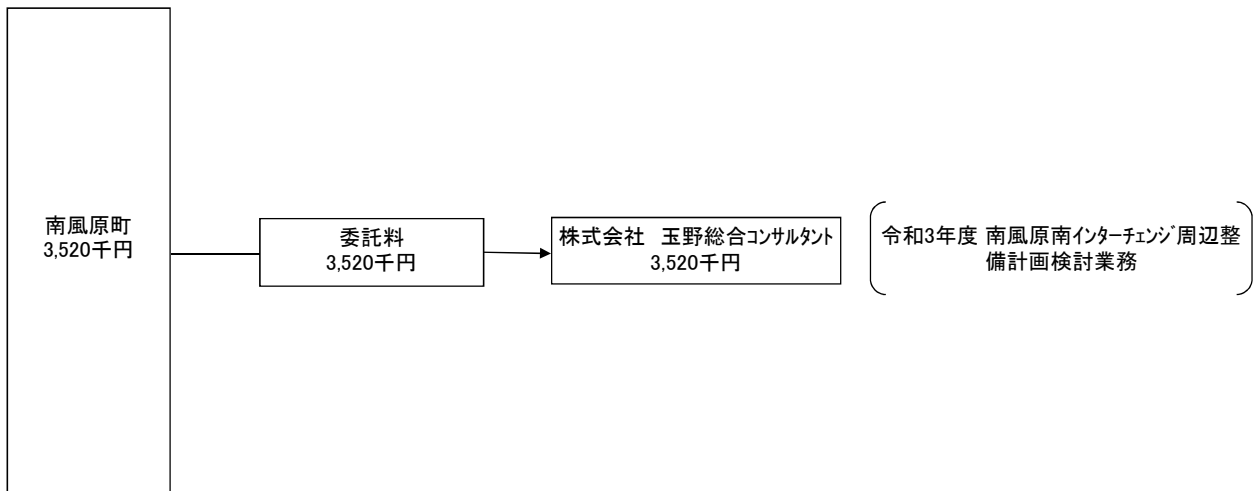 南風原町
3,520千円
委託料
3,520千円
株式会社　玉野総合コンサルタント
3,520千円
令和3年度 南風原南インターチェンジ周辺整
備計画検討業務